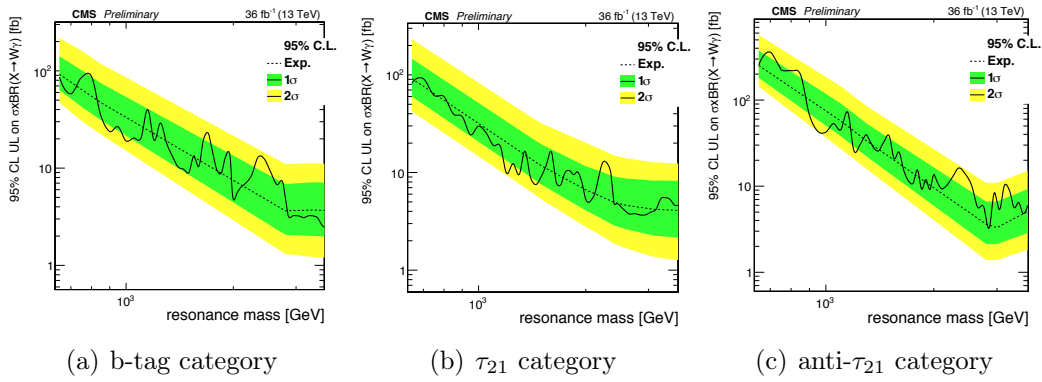 CMS Preliminary 36 fb⁻¹ (13 TeV)
95% CL UL on σxBR(X→Wγ) [fb]
95% C.L.
Exp.
1σ
2σ
10²
10
1
10³
resonance mass [GeV]
(a) b-tag category
CMS Preliminary 36 fb⁻¹ (13 TeV)
95% CL UL on σxBR(X→Wγ) [fb]
95% C.L.
Exp.
1σ
2σ
10²
10
1
10³
resonance mass [GeV]
(b) τ₂₁ category
CMS Preliminary 36 fb⁻¹ (13 TeV)
95% CL UL on σxBR(X→Wγ) [fb]
95% C.L.
Exp.
1σ
2σ
10²
10
1
10³
resonance mass [GeV]
(c) anti-τ₂₁ category